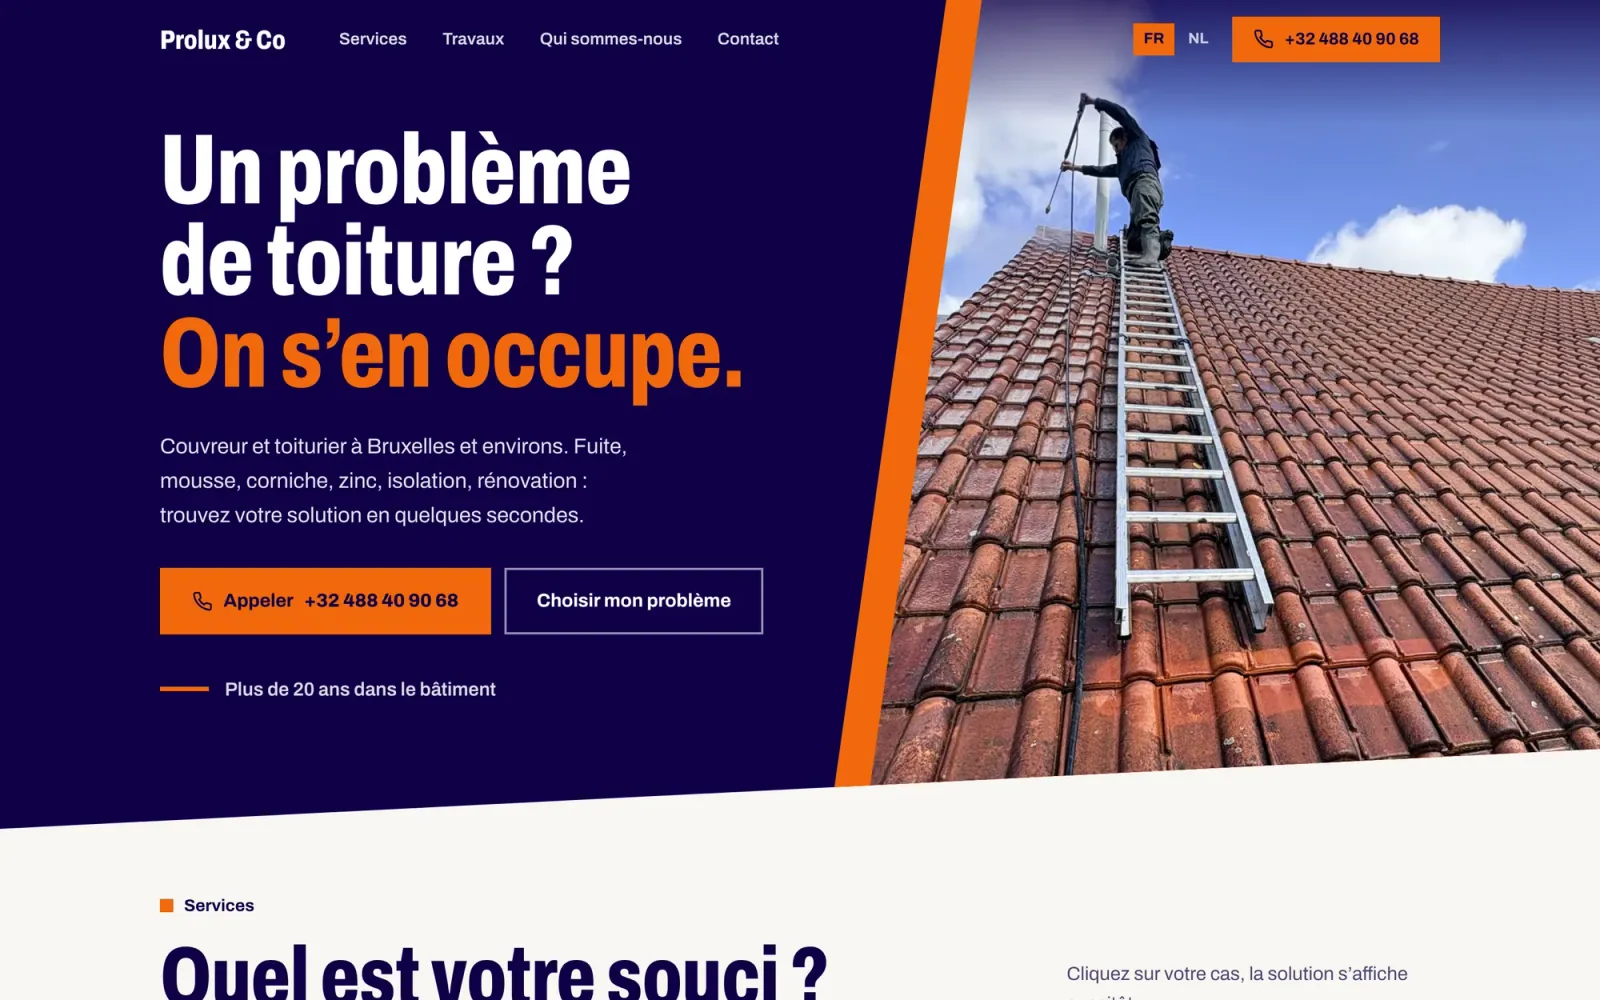 Prolux & Co
Services
Travaux
Qui sommes-nous
Contact
FR
NL
+32 488 40 90 68
Un problème
de toiture ?
On s’en occupe.
Couvreur et toiturier à Bruxelles et environs. Fuite,
mousse, corniche, zinc, isolation, rénovation :
trouvez votre solution en quelques secondes.
Appeler +32 488 40 90 68
Choisir mon problème
Plus de 20 ans dans le bâtiment
Services
Quel est votre souci ?
Cliquez sur votre cas, la solution s’affiche